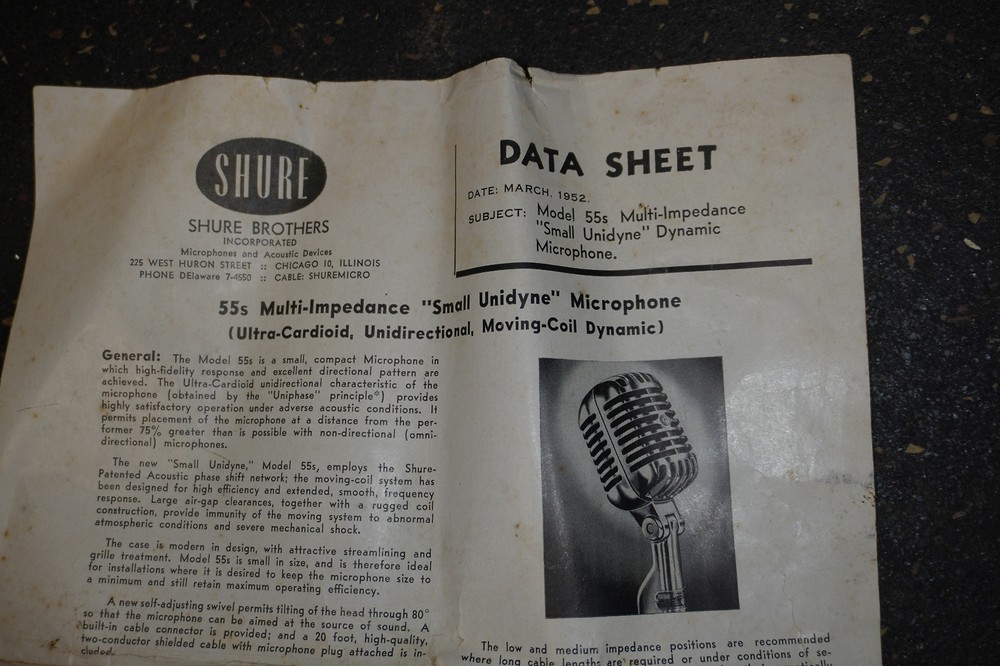 SHURE
SHURE BROTHERS
INCORPORATED
Microphones and Acoustic Devices
225 WEST HURON STREET :: CHICAGO 10, ILLINOIS
PHONE DElaware 7-4550 :: CABLE: SHUREMICRO
DATA SHEET
DATE: MARCH, 1952.
SUBJECT: Model 55s Multi-Impedance
"Small Unidyne" Dynamic
Microphone.
55s Multi-Impedance "Small Unidyne" Microphone
(Ultra-Cardioid, Unidirectional, Moving-Coil Dynamic)
General: The Model 55s is a small, compact Microphone in
which high-fidelity response and excellent directional pattern are
achieved. The Ultra-Cardioid unidirectional characteristic of the
microphone (obtained by the "Uniphase" principle*) provides
highly satisfactory operation under adverse acoustic conditions. It
permits placement of the microphone at a distance from the per-
former 75% greater than is possible with non-directional (omni-
directional) microphones.
The new "Small Unidyne," Model 55s, employs the Shure-
Patented Acoustic phase shift network; the moving-coil system has
been designed for high efficiency and extended, smooth, frequency
response. Large air-gap clearances, together with a rugged coil
construction, provide immunity of the moving system to abnormal
atmospheric conditions and severe mechanical shock.
The case is modern in design, with attractive streamlining and
grille treatment. Model 55s is small in size, and is therefore ideal
for installations where it is desired to keep the microphone size to
a minimum and still retain maximum operating efficiency.
A new self-adjusting swivel permits tilting of the head through 80°
so that the microphone can be aimed at the source of sound. A
built-in cable connector is provided; and a 20 foot, high-quality,
two-conductor shielded cable with microphone plug attached is in-
cluded.
The low and medium impedance positions are recommended
where long cable lengths are required or under conditions of se-